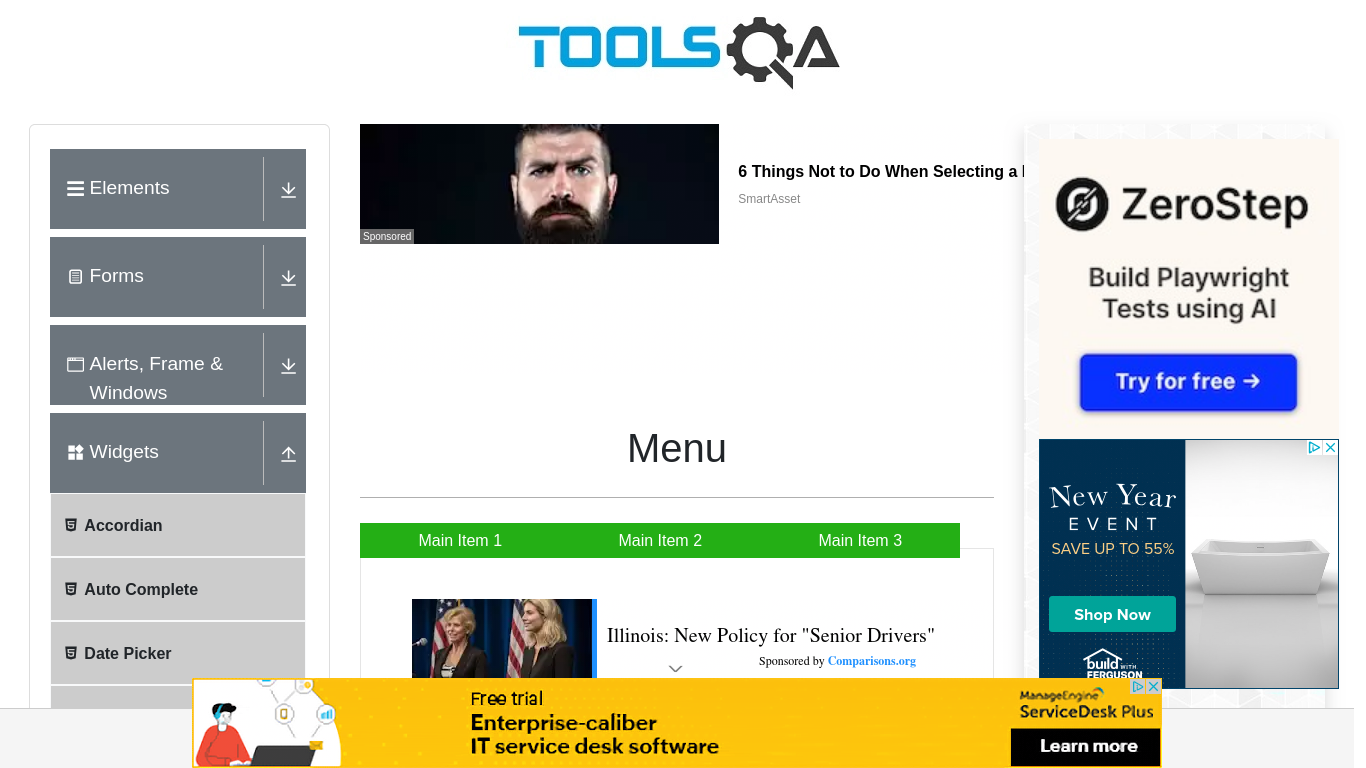 TOOLSQA
Elements
Forms
Alerts, Frame &
Windows
Widgets
Accordian
Auto Complete
Date Picker
Sponsored
6 Things Not to Do When Selecting a
SmartAsset
Menu
Main Item 1
Main Item 2
Main Item 3
Illinois: New Policy for "Senior Drivers"
Sponsored by Comparisons.org
ZeroStep
Build Playwright
Tests using AI
Try for free →
New Year
EVENT
SAVE UP TO 55%
Shop Now
build WITH
FERGUSON
Free trial
Enterprise-caliber
IT service desk software
ManageEngine
ServiceDesk Plus
Learn more